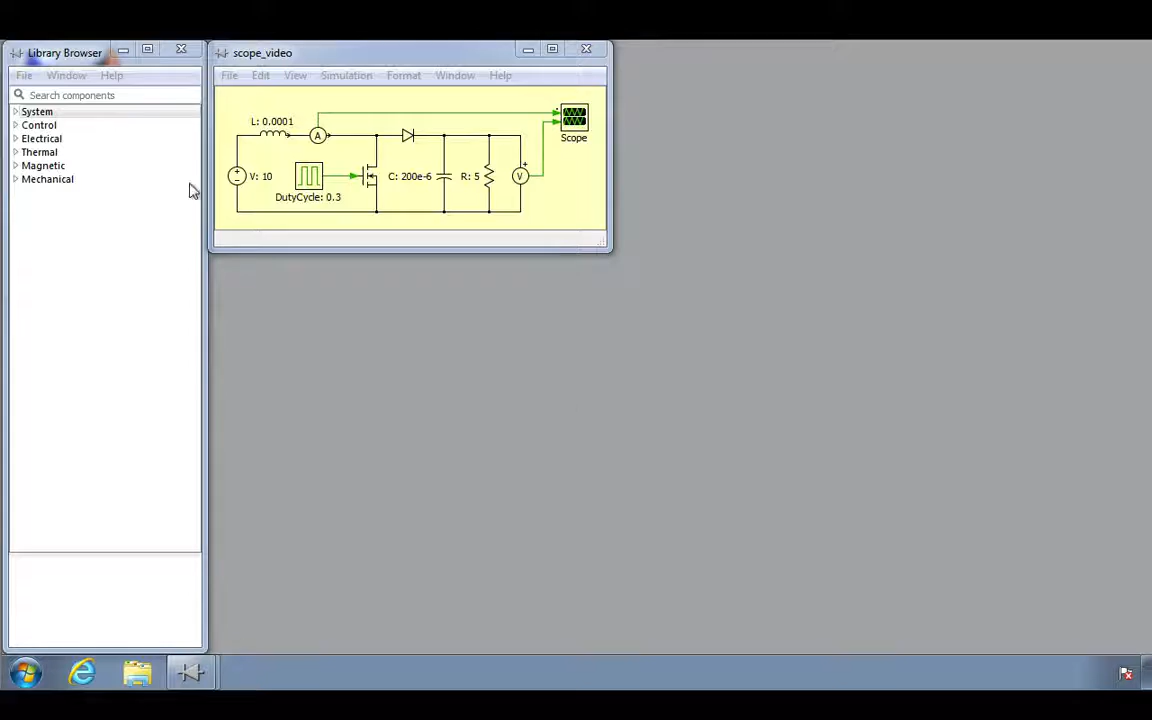 Library Browser
File Window Help
Search components
System
Control
Electrical
Thermal
Magnetic
Mechanical
scope_video
File Edit View Simulation Format Window Help
L: 0.0001
A
Scope
V: 10
C: 200e-6
R: 5
V
DutyCycle: 0.3